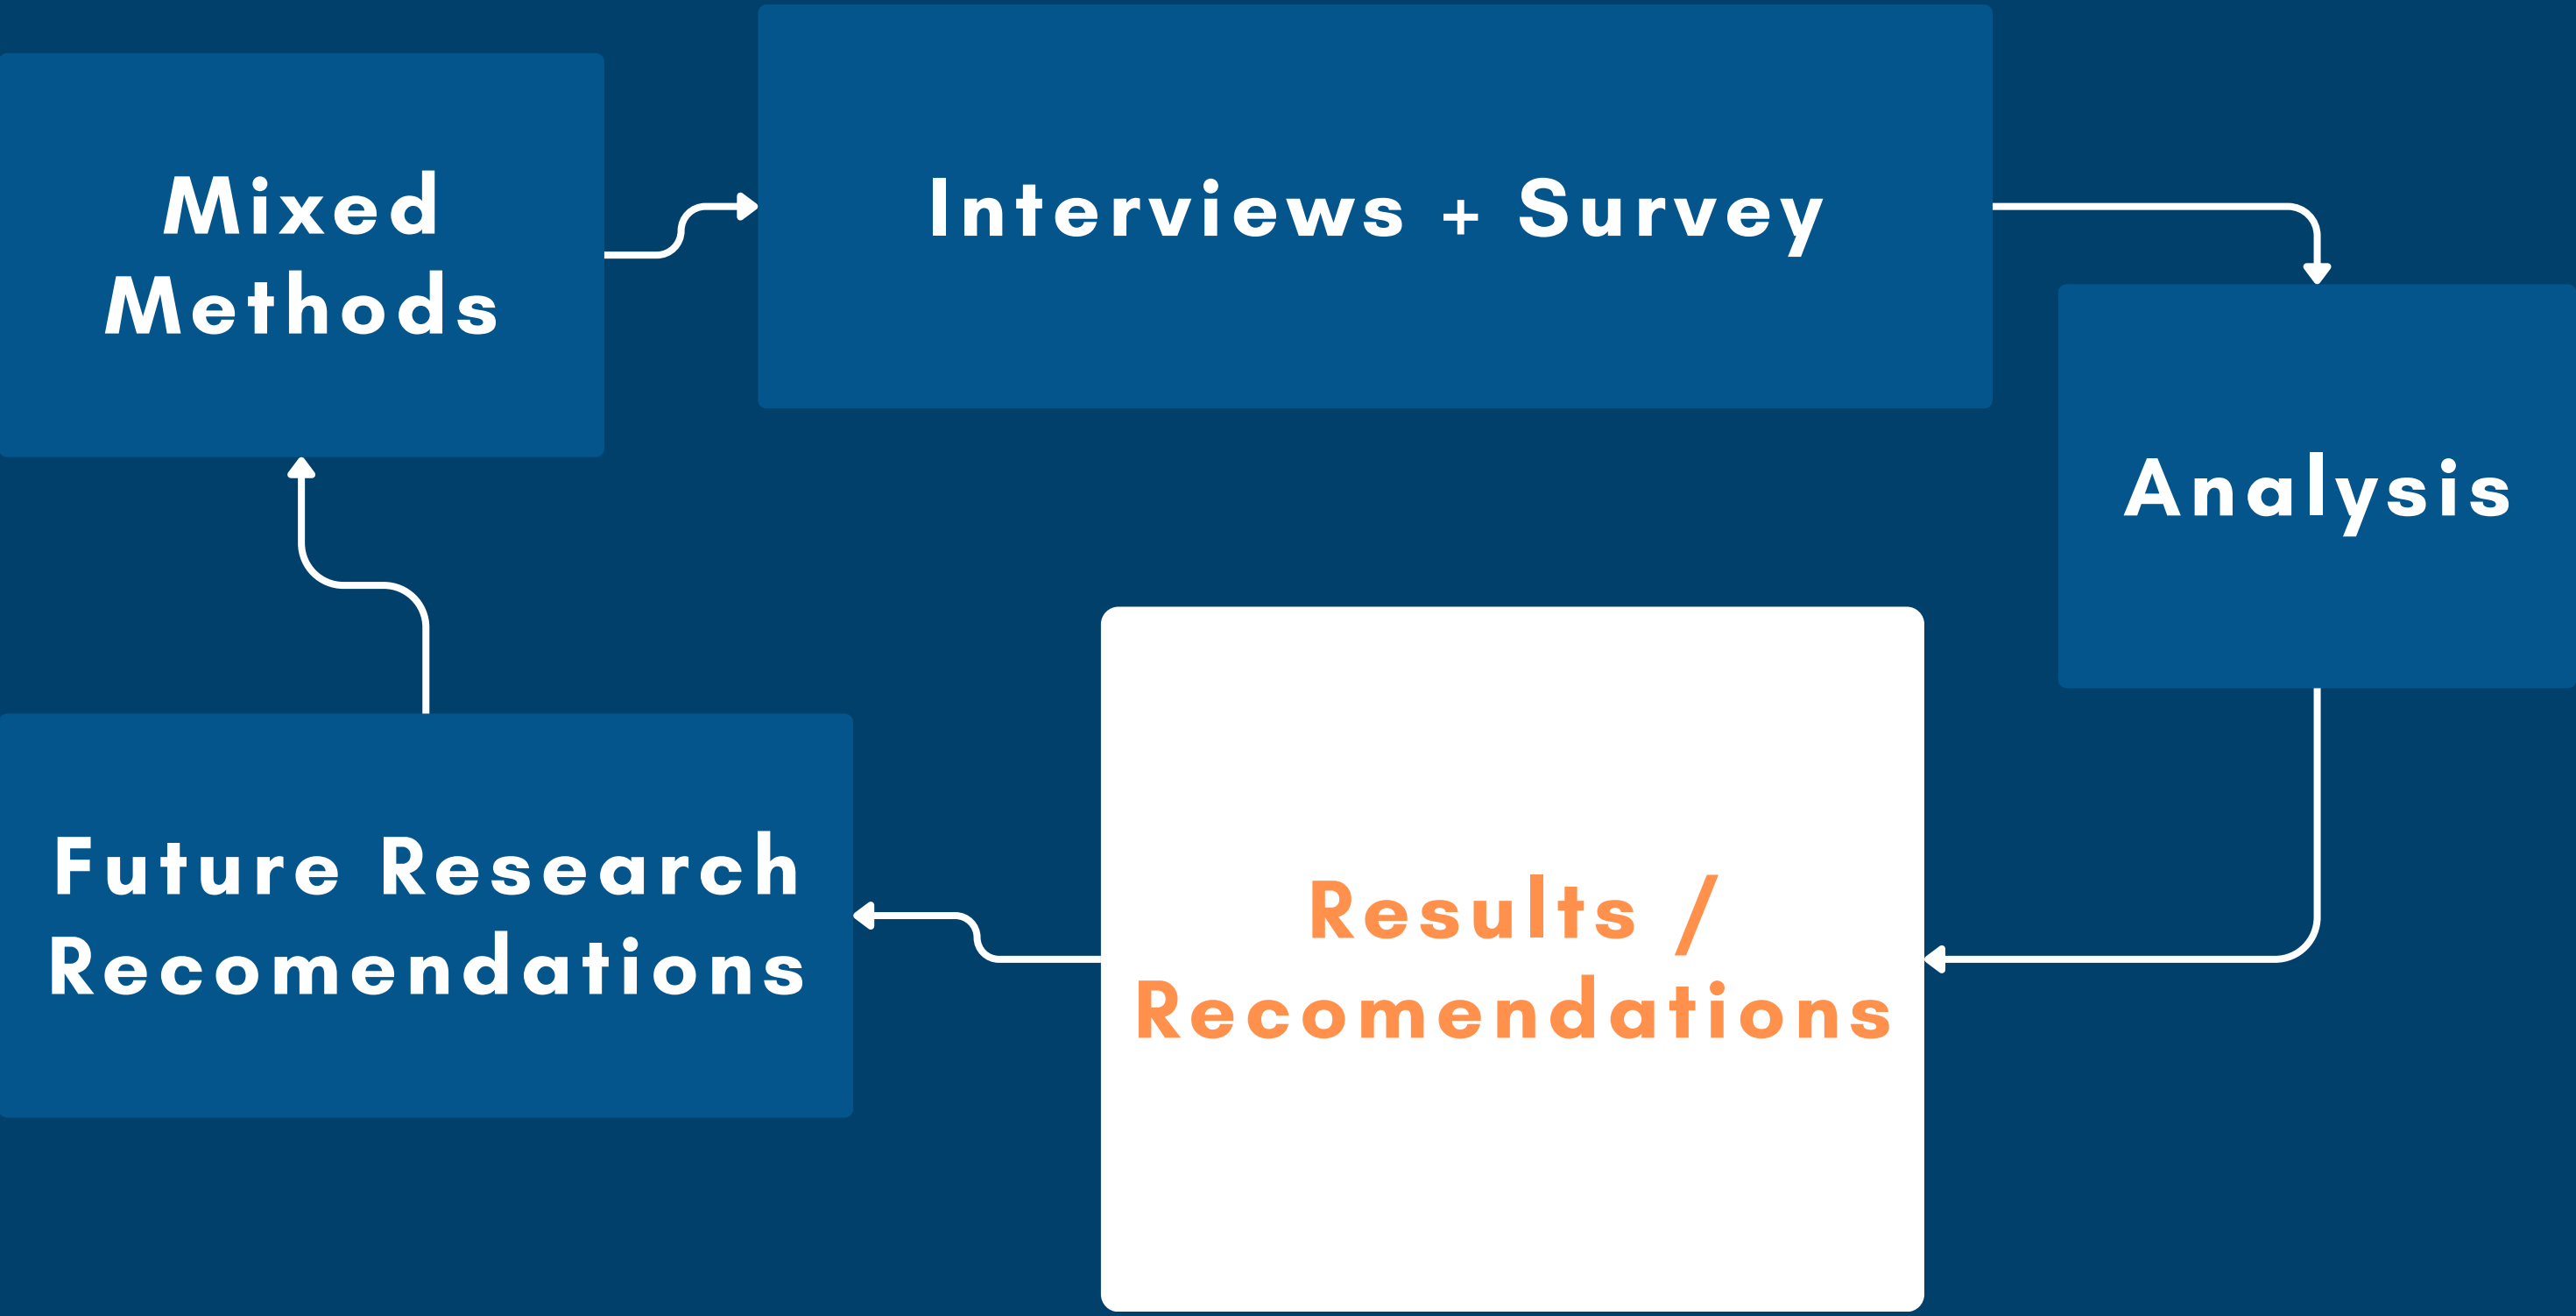 Mixed
Methods
Interviews + Survey
Analysis
Results /
Recomendations
Future Research
Recomendations